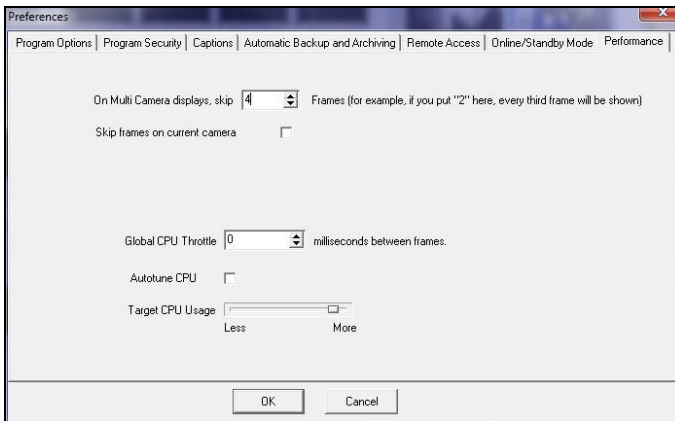 Preferences
Program Options Program Security Captions Automatic Backup and Archiving Remote Access Online/Standby Mode Performance
On Multi Camera displays, skip 4 Frames (for example, if you put "2" here, every third frame will be shown)
Skip frames on current camera
Global CPU Throttle 0 milliseconds between frames.
Autotune CPU
Target CPU Usage
Less More
OK Cancel